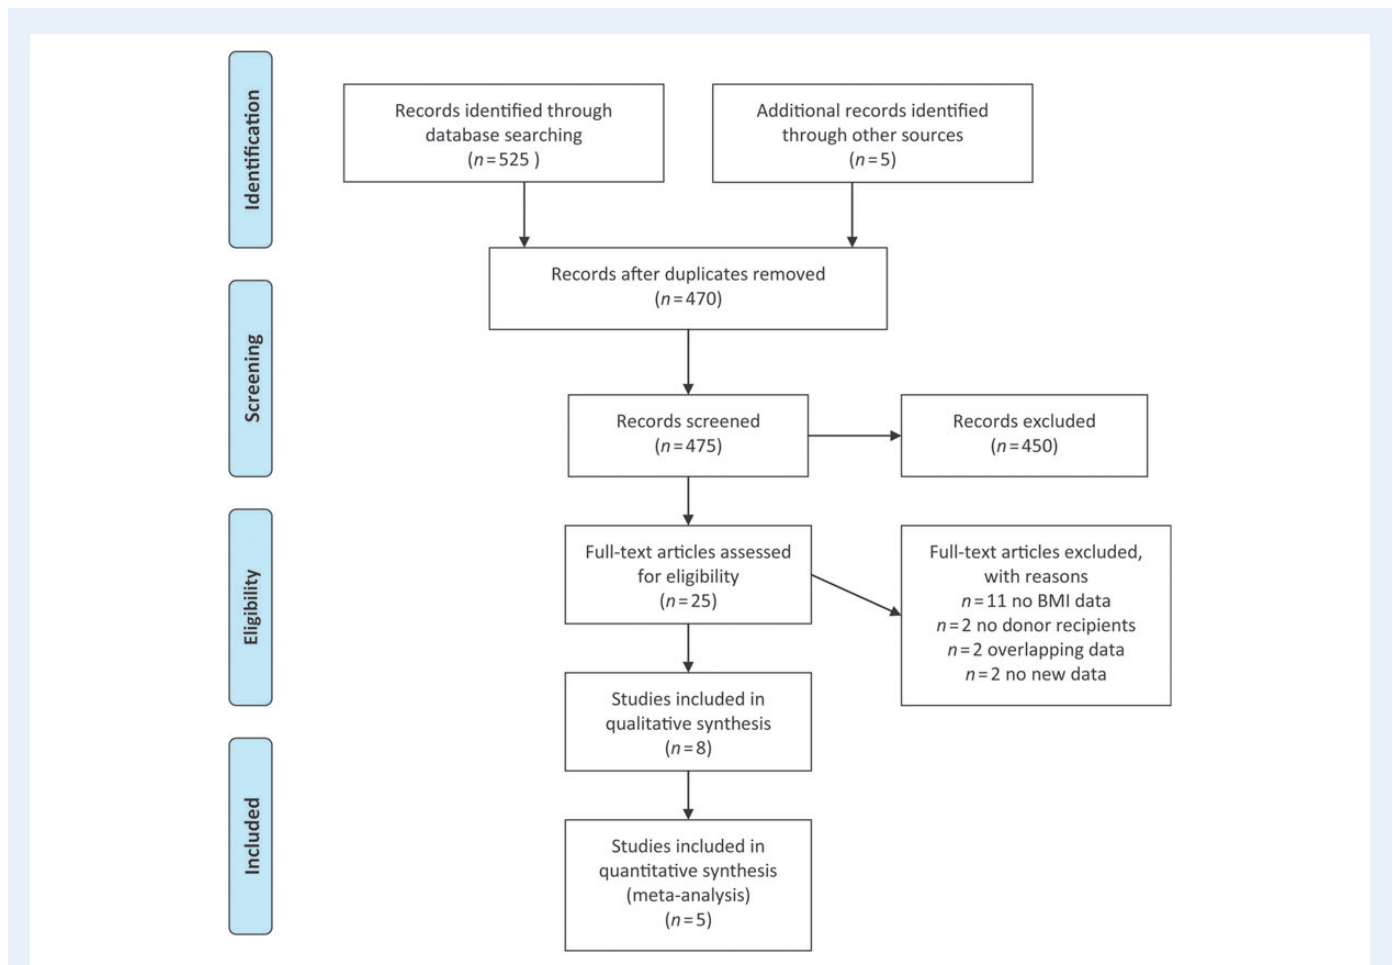 Identification
Records identified through
database searching
(n=525 )
Additional records identified
through other sources
(n=5)
Records after duplicates removed
(n=470)
Screening
Records screened
(n=475)
Records excluded
(n=450)
Eligibility
Full-text articles assessed
for eligibility
(n=25)
Full-text articles excluded,
with reasons
n=11 no BMI data
n=2 no donor recipients
n=2 overlapping data
n=2 no new data
Studies included in
qualitative synthesis
(n=8)
Included
Studies included in
quantitative synthesis
(meta-analysis)
(n=5)